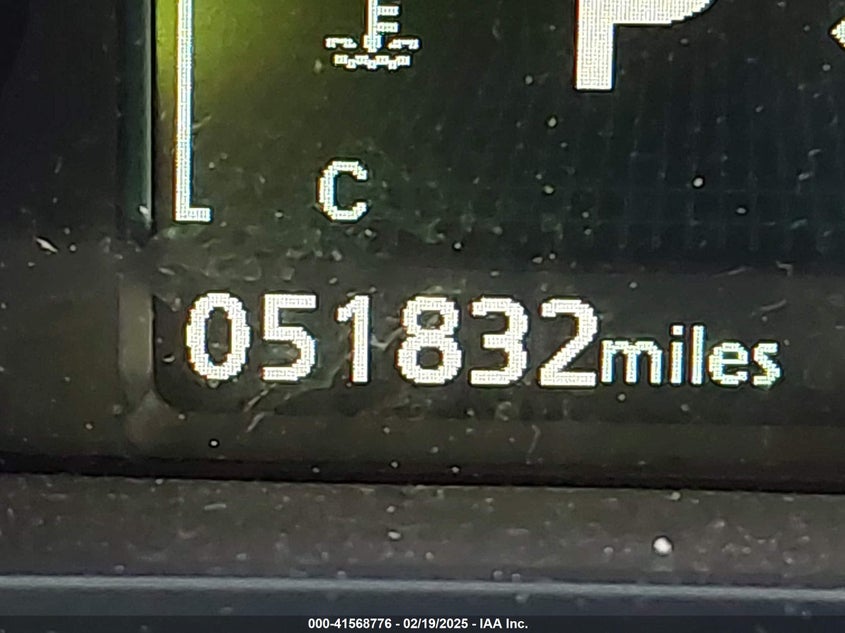 P
C
051832miles
000-41568776 - 02/19/2025 - IAA Inc.